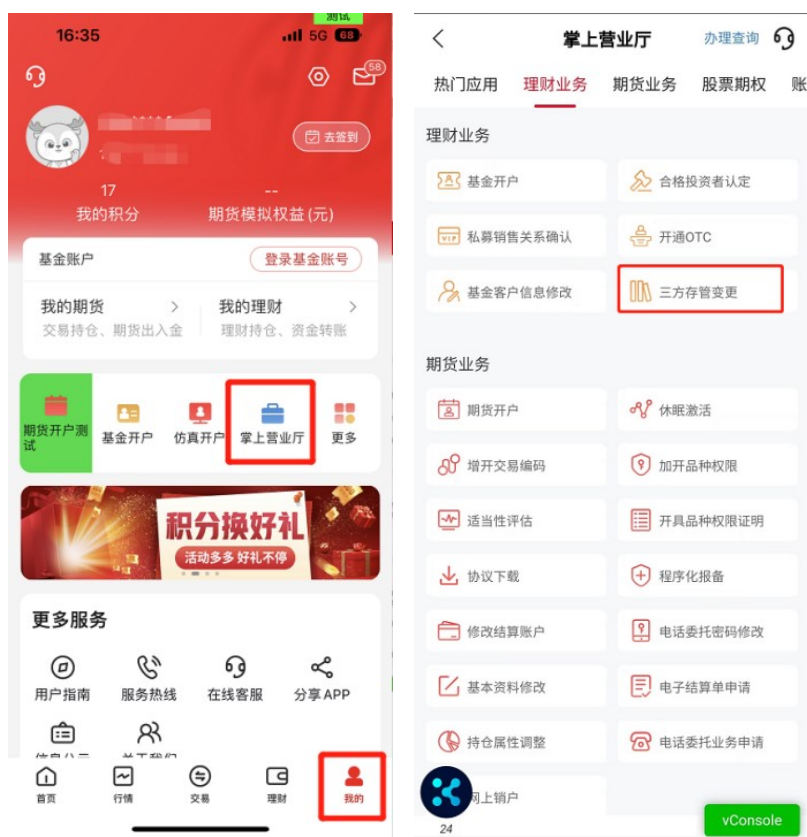 测试
16:35
5G 68
58
去签到
17
--
我的积分
期货模拟权益(元)
基金账户
登录基金账号
我的期货
我的理财
交易持仓、期货出入金
理财持仓、资金转账
期货开户测试
基金开户
仿真开户
掌上营业厅
更多
积分换好礼
活动多多 好礼不停
更多服务
用户指南
服务热线
在线客服
分享APP
首页
行情
交易
理财
我的
掌上营业厅
办理查询
热门应用
理财业务
期货业务
股票期权
账
理财业务
基金开户
合格投资者认定
VIP
私募销售关系确认
开通OTC
基金客户信息修改
三方存管变更
期货业务
期货开户
休眠激活
增开交易编码
加开品种权限
适当性评估
开具品种权限证明
协议下载
程序化报备
修改结算账户
电话委托密码修改
基本资料修改
电子结算单申请
持仓属性调整
电话委托业务申请
网上销户
24
vConsole